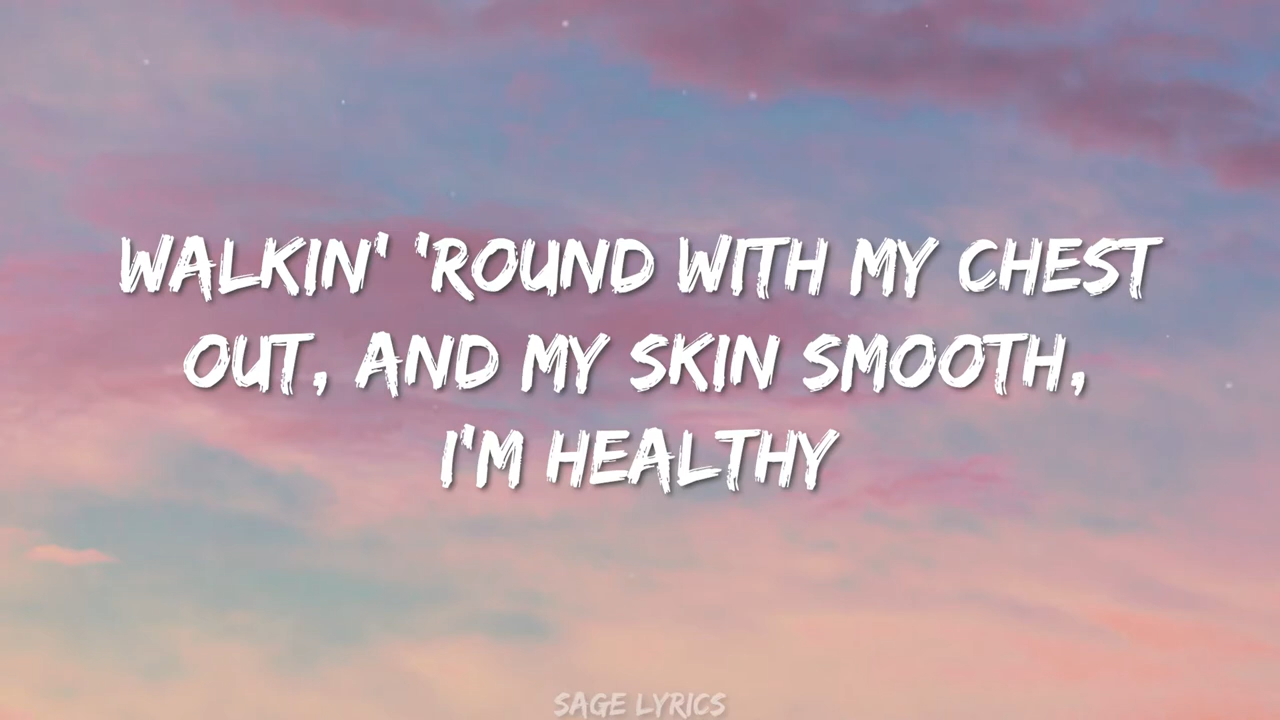 WALKIN' 'ROUND WITH MY CHEST
OUT, AND MY SKIN SMOOTH,
I'M HEALTHY
SAGE LYRICS